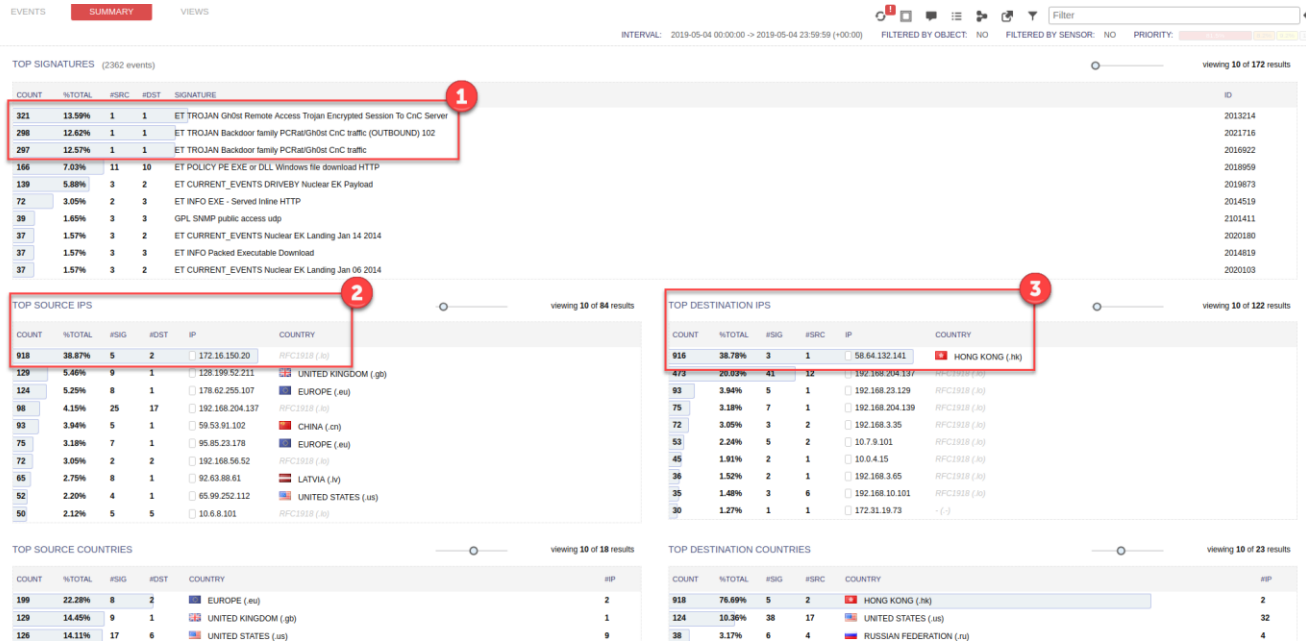 EVENTS SUMMARY VIEWS
! Filter
INTERVAL: 2019-05-04 00:00:00 -> 2019-05-04 23:59:59 (+00:00) FILTERED BY OBJECT: NO FILTERED BY SENSOR: NO PRIORITY:
TOP SIGNATURES (2362 events) viewing 10 of 172 results
COUNT %TOTAL #SRC #DST SIGNATURE ID
1
321 13.59% 1 1 ET TROJAN Gh0st Remote Access Trojan Encrypted Session To CnC Server 2013214
298 12.62% 1 1 ET TROJAN Backdoor family PCRat/Gh0st CnC traffic (OUTBOUND) 102 2021716
297 12.57% 1 1 ET TROJAN Backdoor family PCRat/Gh0st CnC traffic 2016922
166 7.03% 11 10 ET POLICY PE EXE or DLL Windows file download HTTP 2018959
139 5.88% 3 2 ET CURRENT_EVENTS DRIVEBY Nuclear EK Payload 2019873
72 3.05% 2 3 ET INFO EXE - Served Inline HTTP 2014519
39 1.65% 3 3 GPL SNMP public access udp 2101411
37 1.57% 3 2 ET CURRENT_EVENTS Nuclear EK Landing Jan 14 2014 2020180
37 1.57% 3 3 ET INFO Packed Executable Download 2014819
37 1.57% 3 2 ET CURRENT_EVENTS Nuclear EK Landing Jan 06 2014 2020103
2
TOP SOURCE IPS viewing 10 of 84 results
COUNT %TOTAL #SIG #DST IP COUNTRY
918 38.87% 5 2 172.16.150.20 RFC1918 (.lo)
129 5.46% 9 1 128.199.52.211 UNITED KINGDOM (.gb)
124 5.25% 8 1 178.62.255.107 EUROPE (.eu)
98 4.15% 25 17 192.168.204.137 RFC1918 (.lo)
93 3.94% 5 1 59.53.91.102 CHINA (.cn)
75 3.18% 7 1 95.85.23.178 EUROPE (.eu)
72 3.05% 2 2 192.168.56.52 RFC1918 (.lo)
65 2.75% 8 1 92.63.88.61 LATVIA (.lv)
52 2.20% 4 1 65.99.252.112 UNITED STATES (.us)
50 2.12% 5 5 10.6.8.101 RFC1918 (.lo)
3
TOP DESTINATION IPS viewing 10 of 122 results
COUNT %TOTAL #SIG #SRC IP COUNTRY
916 38.78% 3 1 58.64.132.141 HONG KONG (.hk)
473 20.03% 41 12 192.168.204.137 RFC1918 (.lo)
93 3.94% 5 1 192.168.23.129 RFC1918 (.lo)
75 3.18% 7 1 192.168.204.139 RFC1918 (.lo)
72 3.05% 3 2 192.168.3.35 RFC1918 (.lo)
53 2.24% 5 2 10.7.9.101 RFC1918 (.lo)
45 1.91% 2 1 10.0.4.15 RFC1918 (.lo)
36 1.52% 2 1 192.168.3.65 RFC1918 (.lo)
35 1.48% 3 6 192.168.10.101 RFC1918 (.lo)
30 1.27% 1 1 172.31.19.73 - (.-)
TOP SOURCE COUNTRIES viewing 10 of 18 results
COUNT %TOTAL #SIG #DST COUNTRY #IP
199 22.28% 8 2 EUROPE (.eu) 2
129 14.45% 9 1 UNITED KINGDOM (.gb) 1
126 14.11% 17 6 UNITED STATES (.us) 9
TOP DESTINATION COUNTRIES viewing 10 of 23 results
COUNT %TOTAL #SIG #SRC COUNTRY #IP
918 76.69% 5 2 HONG KONG (.hk) 2
124 10.36% 38 17 UNITED STATES (.us) 32
38 3.17% 6 4 RUSSIAN FEDERATION (.ru) 4